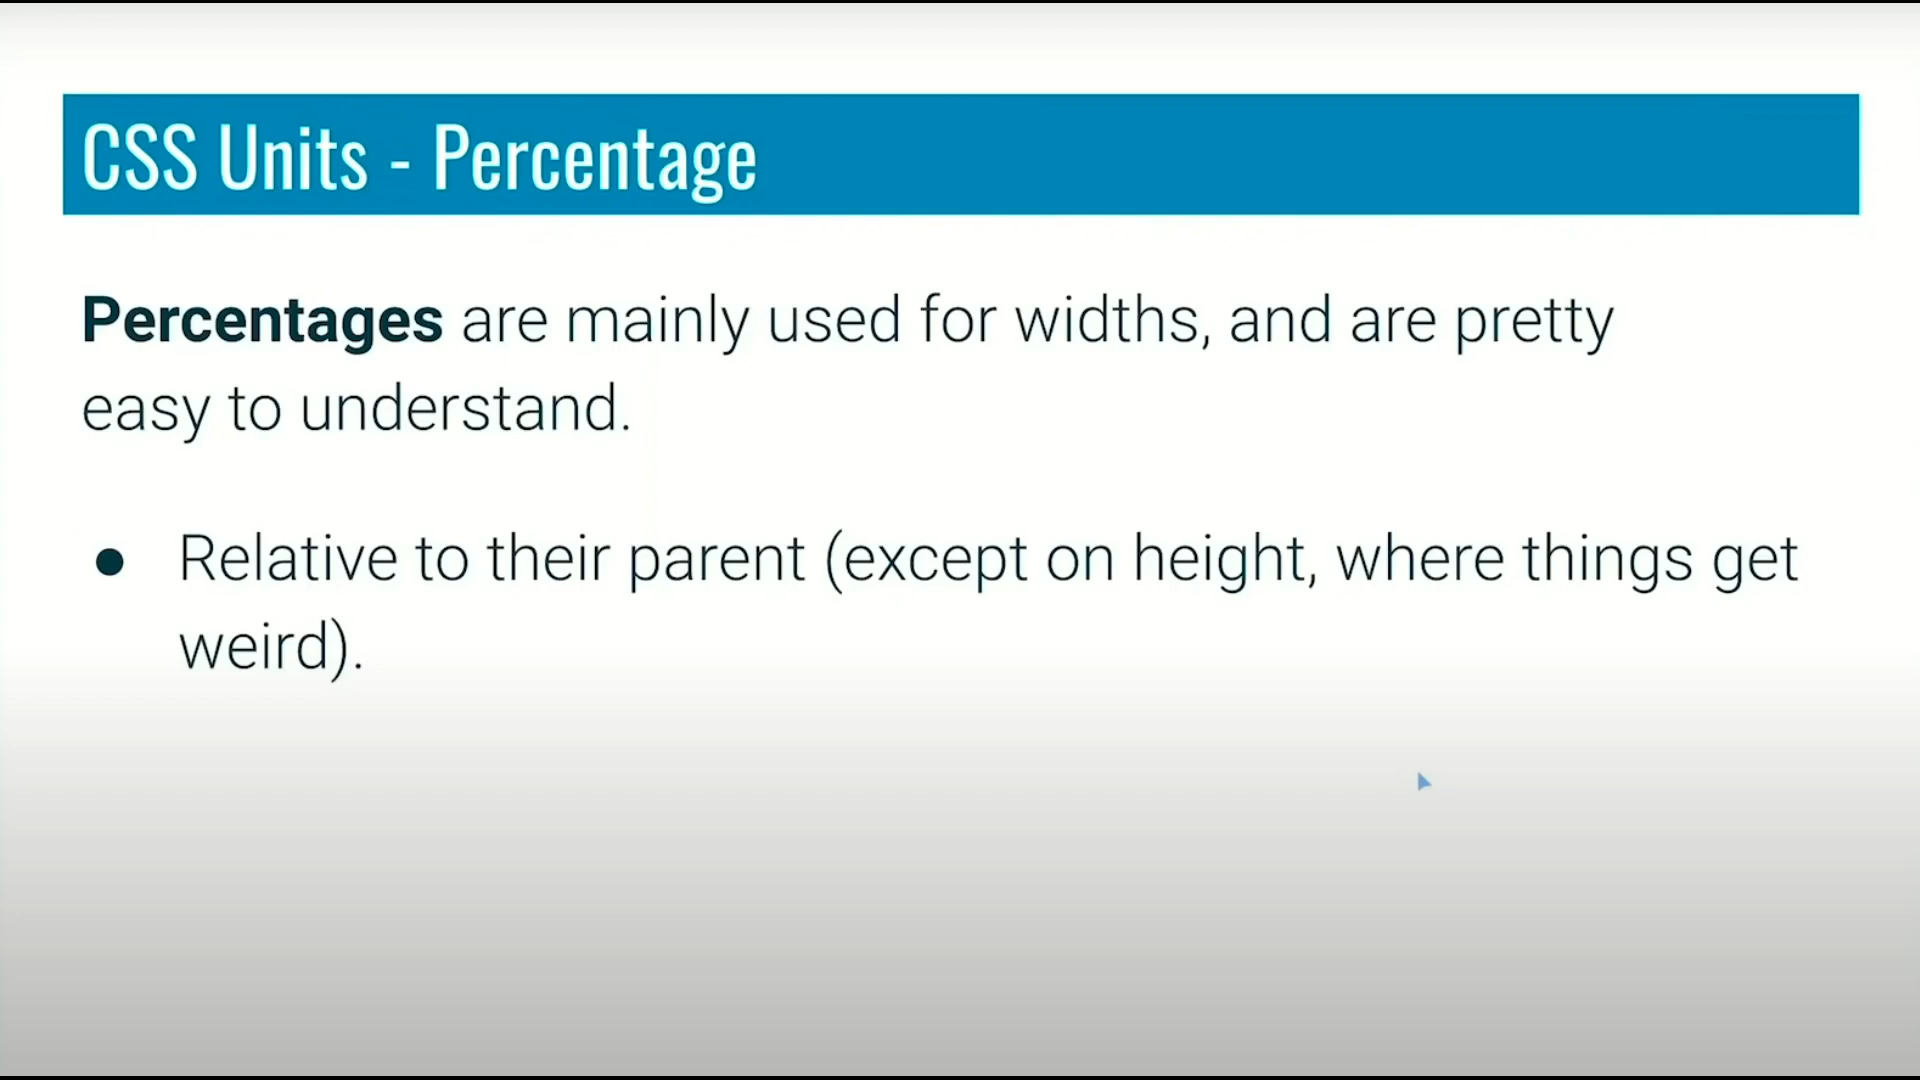 CSS Units - Percentage
Percentages are mainly used for widths, and are pretty
easy to understand.
● Relative to their parent (except on height, where things get
weird).